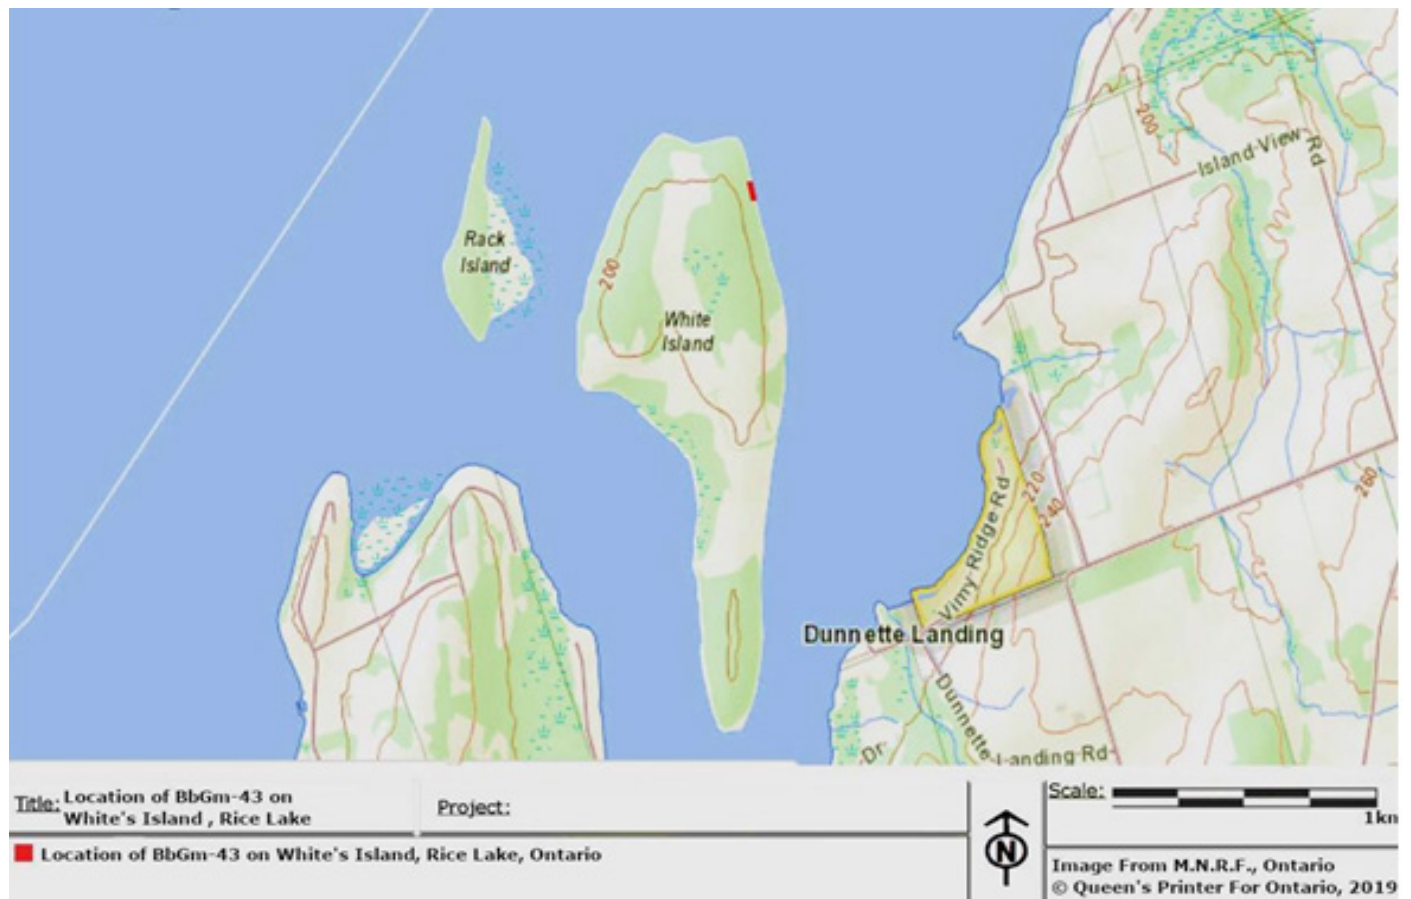 200
Island View Rd
Rack
Island
200
White
Island
220
240
260
Vimy Ridge Rd
Dunnette Landing
Dunnette Landing Rd
Dr
Title: Location of BbGm-43 on
White's Island , Rice Lake
Project:
Scale:
1km
N
Location of BbGm-43 on White's Island, Rice Lake, Ontario
Image From M.N.R.F., Ontario
© Queen's Printer For Ontario, 2019